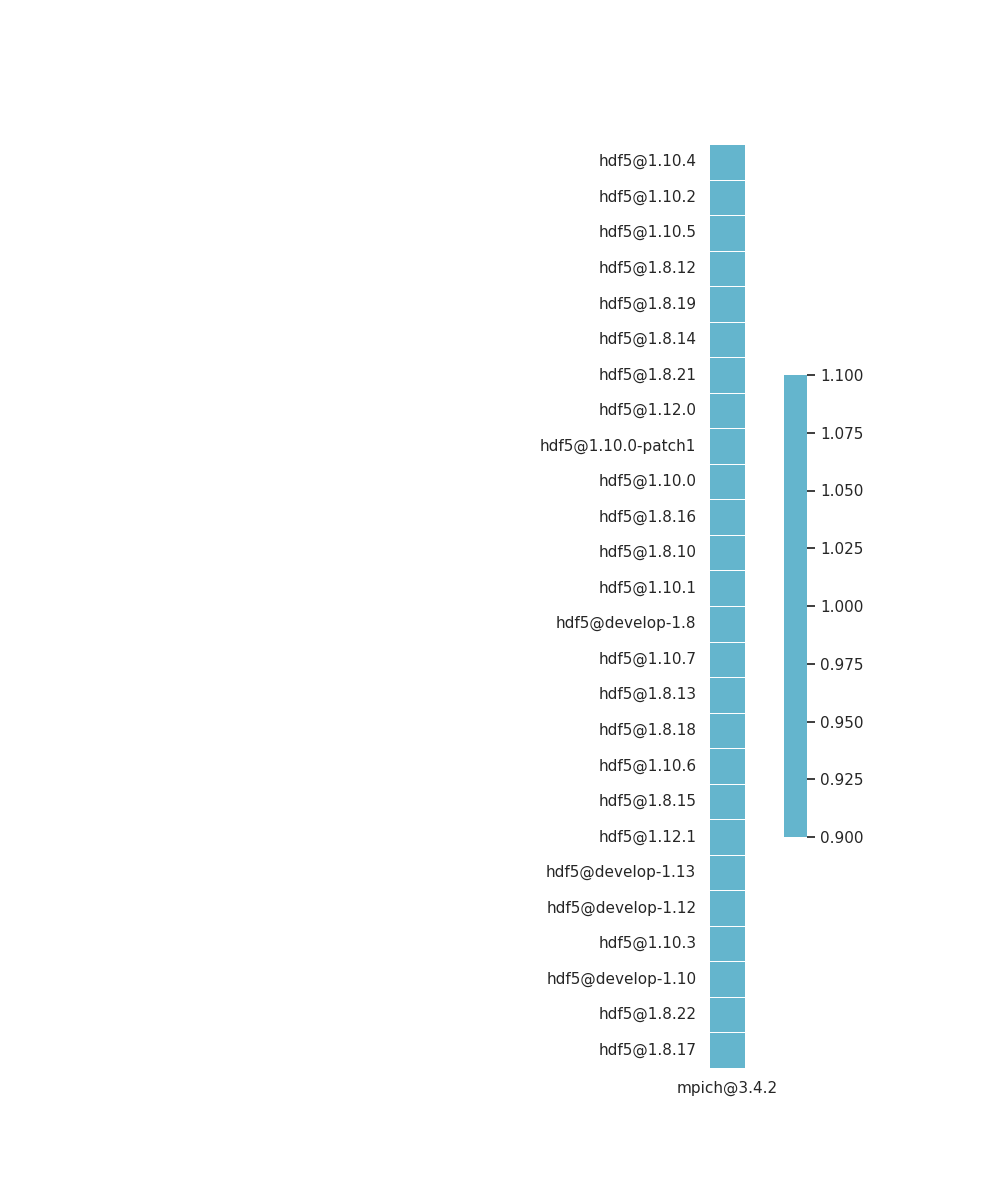 hdf5@1.10.4
hdf5@1.10.2
hdf5@1.10.5
hdf5@1.8.12
hdf5@1.8.19
hdf5@1.8.14
hdf5@1.8.21
hdf5@1.12.0
hdf5@1.10.0-patch1
hdf5@1.10.0
hdf5@1.8.16
hdf5@1.8.10
hdf5@1.10.1
hdf5@develop-1.8
hdf5@1.10.7
hdf5@1.8.13
hdf5@1.8.18
hdf5@1.10.6
hdf5@1.8.15
hdf5@1.12.1
hdf5@develop-1.13
hdf5@develop-1.12
hdf5@1.10.3
hdf5@develop-1.10
hdf5@1.8.22
hdf5@1.8.17
mpich@3.4.2
1.100
1.075
1.050
1.025
1.000
0.975
0.950
0.925
0.900